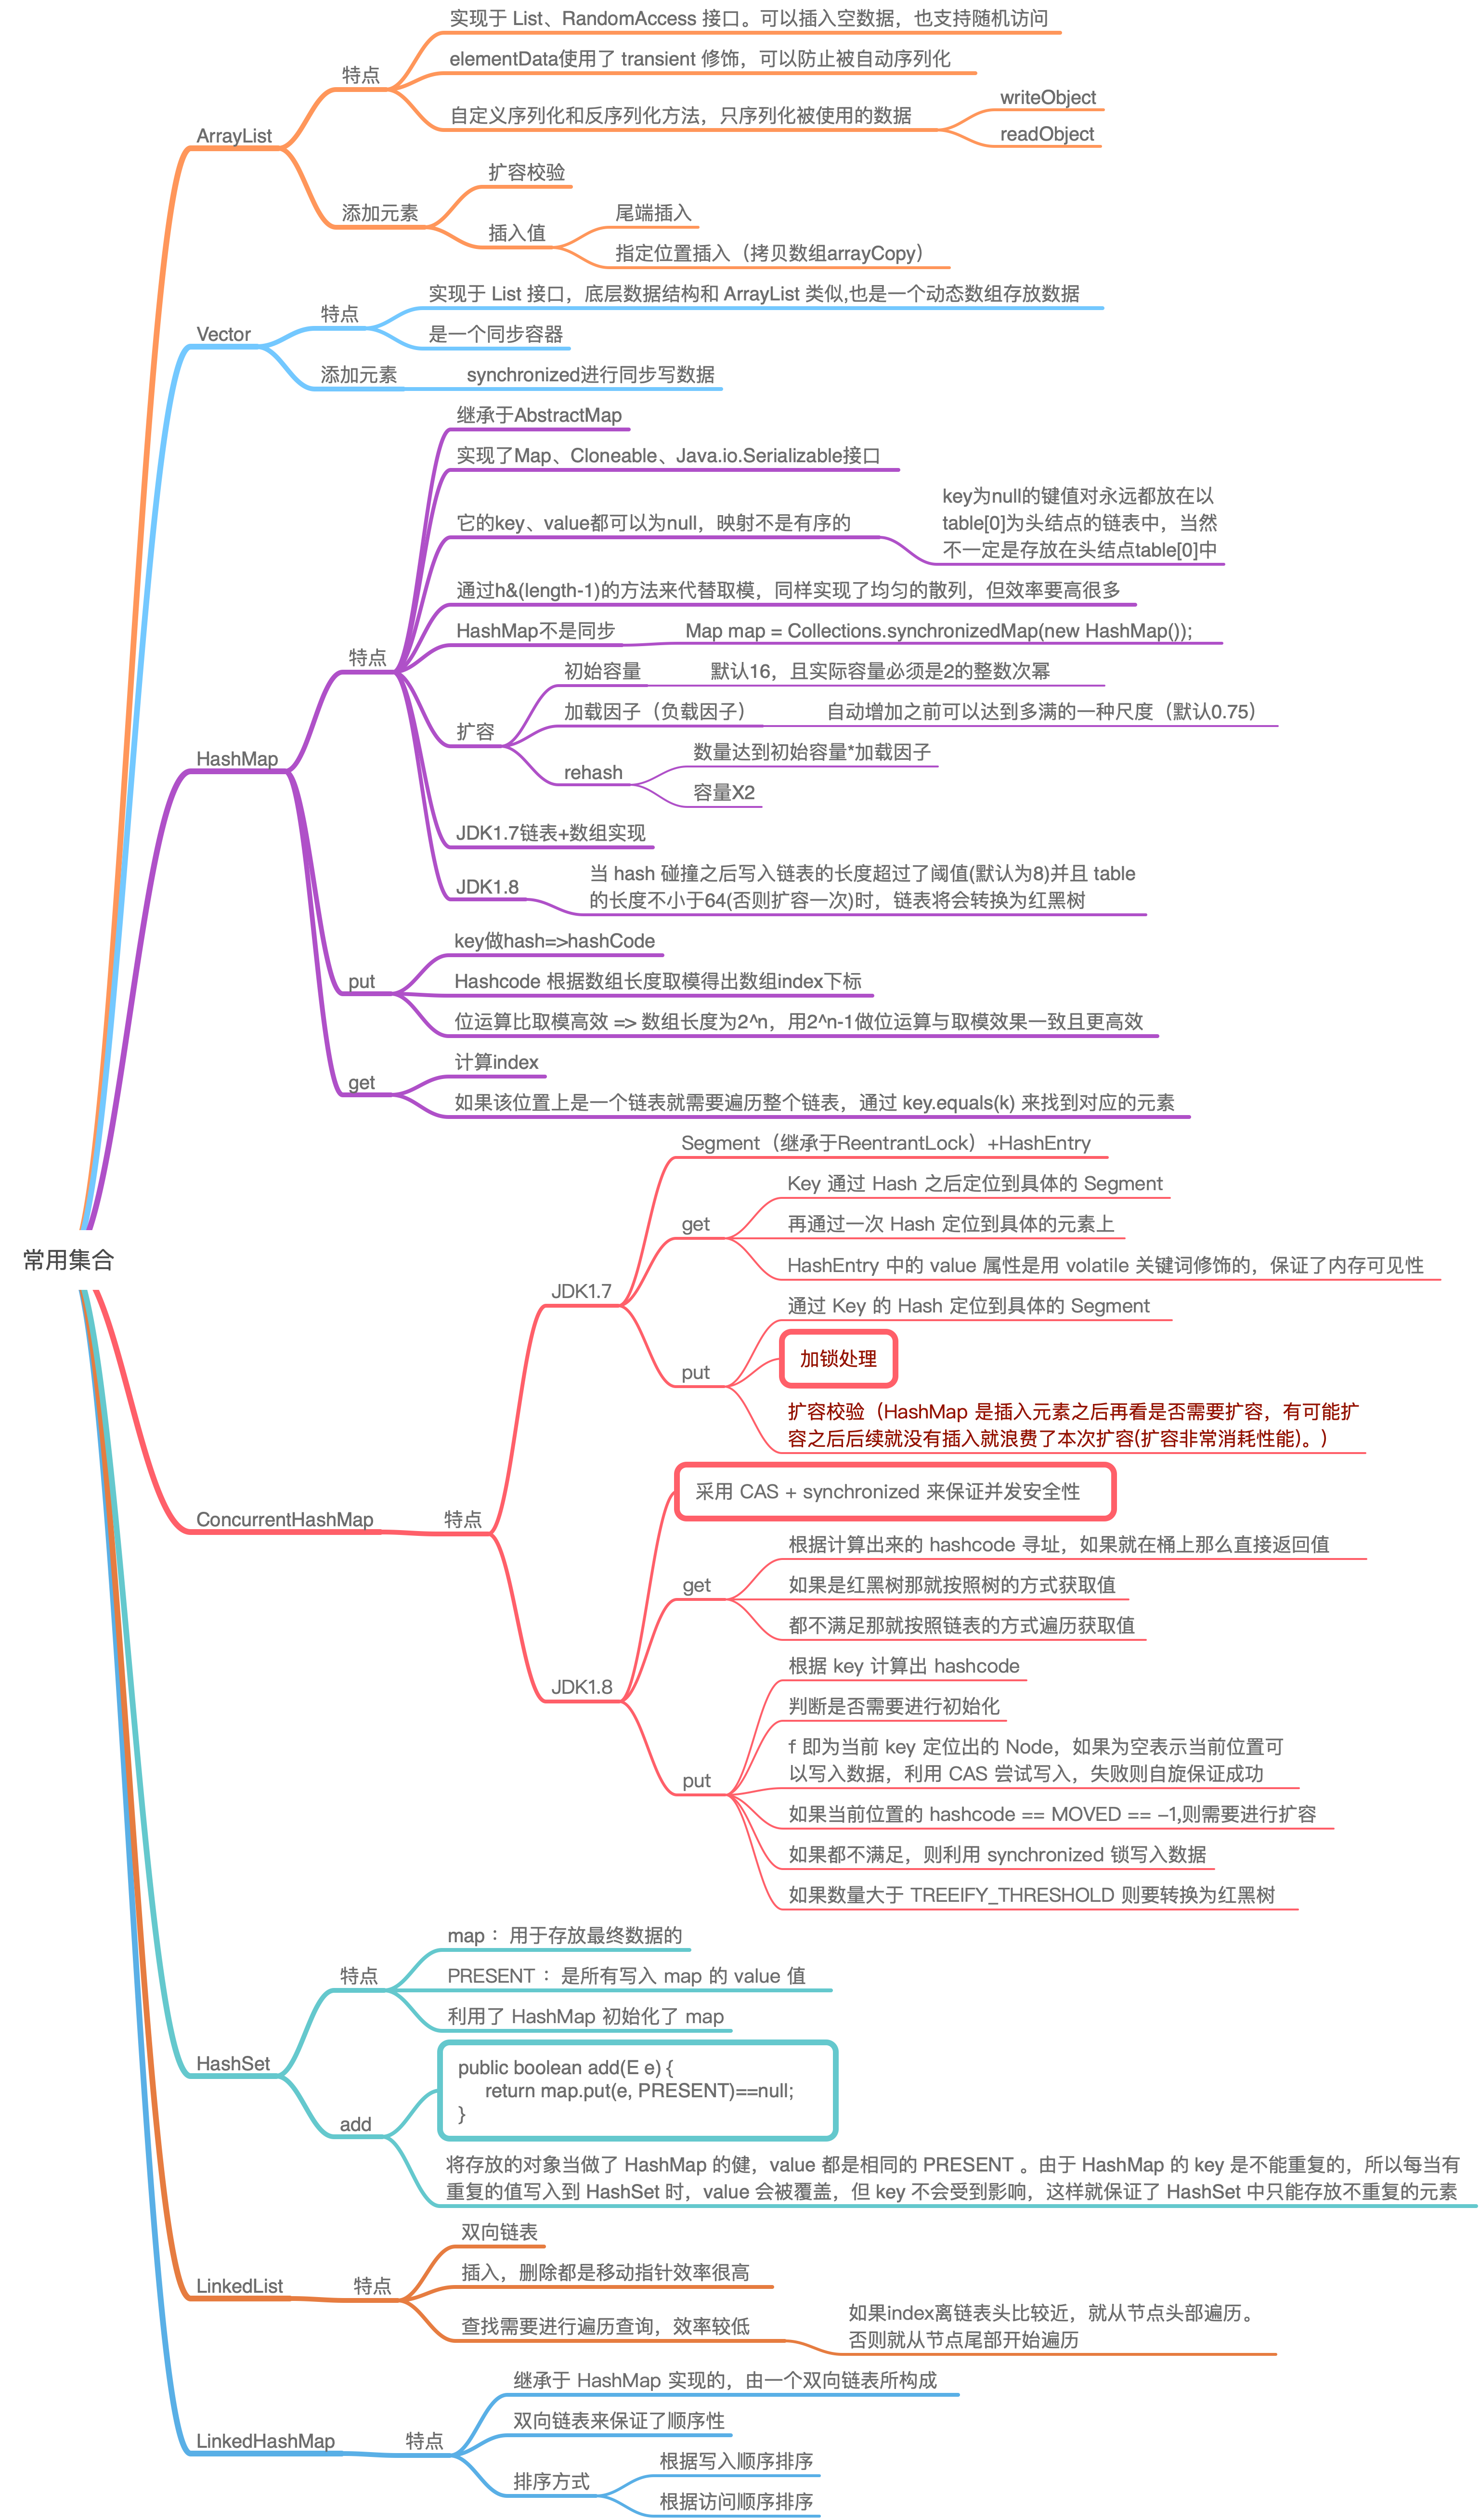 常用集合
ArrayList
特点
实现于 List、RandomAccess 接口。可以插入空数据，也支持随机访问
elementData使用了 transient 修饰，可以防止被自动序列化
自定义序列化和反序列化方法，只序列化被使用的数据
writeObject
readObject
添加元素
扩容校验
插入值
尾端插入
指定位置插入（拷贝数组arrayCopy）
Vector
特点
实现于 List 接口，底层数据结构和 ArrayList 类似,也是一个动态数组存放数据
是一个同步容器
添加元素
synchronized进行同步写数据
HashMap
特点
继承于AbstractMap
实现了Map、Cloneable、Java.io.Serializable接口
它的key、value都可以为null，映射不是有序的
key为null的键值对永远都放在以
table[0]为头结点的链表中，当然
不一定是存放在头结点table[0]中
通过h&(length-1)的方法来代替取模，同样实现了均匀的散列，但效率要高很多
HashMap不是同步
Map map = Collections.synchronizedMap(new HashMap());
扩容
初始容量
默认16，且实际容量必须是2的整数次幂
加载因子（负载因子）
自动增加之前可以达到多满的一种尺度（默认0.75）
rehash
数量达到初始容量*加载因子
容量X2
JDK1.7链表+数组实现
JDK1.8
当 hash 碰撞之后写入链表的长度超过了阈值(默认为8)并且 table
的长度不小于64(否则扩容一次)时，链表将会转换为红黑树
put
key做hash=>hashCode
Hashcode 根据数组长度取模得出数组index下标
位运算比取模高效 => 数组长度为2^n，用2^n-1做位运算与取模效果一致且更高效
get
计算index
如果该位置上是一个链表就需要遍历整个链表，通过 key.equals(k) 来找到对应的元素
ConcurrentHashMap
特点
JDK1.7
Segment（继承于ReentrantLock）+HashEntry
get
Key 通过 Hash 之后定位到具体的 Segment
再通过一次 Hash 定位到具体的元素上
HashEntry 中的 value 属性是用 volatile 关键词修饰的，保证了内存可见性
put
通过 Key 的 Hash 定位到具体的 Segment
加锁处理
扩容校验（HashMap 是插入元素之后再看是否需要扩容，有可能扩
容之后后续就没有插入就浪费了本次扩容(扩容非常消耗性能)。）
JDK1.8
采用 CAS + synchronized 来保证并发安全性
get
根据计算出来的 hashcode 寻址，如果就在桶上那么直接返回值
如果是红黑树那就按照树的方式获取值
都不满足那就按照链表的方式遍历获取值
put
根据 key 计算出 hashcode
判断是否需要进行初始化
f 即为当前 key 定位出的 Node，如果为空表示当前位置可
以写入数据，利用 CAS 尝试写入，失败则自旋保证成功
如果当前位置的 hashcode == MOVED == -1,则需要进行扩容
如果都不满足，则利用 synchronized 锁写入数据
如果数量大于 TREEIFY_THRESHOLD 则要转换为红黑树
HashSet
特点
map： 用于存放最终数据的
PRESENT： 是所有写入 map 的 value 值
利用了 HashMap 初始化了 map
add
public boolean add(E e) {
return map.put(e, PRESENT)==null;
}
将存放的对象当做了 HashMap 的健，value 都是相同的 PRESENT 。由于 HashMap 的 key 是不能重复的，所以每当有
重复的值写入到 HashSet 时，value 会被覆盖，但 key 不会受到影响，这样就保证了 HashSet 中只能存放不重复的元素
LinkedList
特点
双向链表
插入，删除都是移动指针效率很高
查找需要进行遍历查询，效率较低
如果index离链表头比较近，就从节点头部遍历。
否则就从节点尾部开始遍历
LinkedHashMap
特点
继承于 HashMap 实现的，由一个双向链表所构成
双向链表来保证了顺序性
排序方式
根据写入顺序排序
根据访问顺序排序